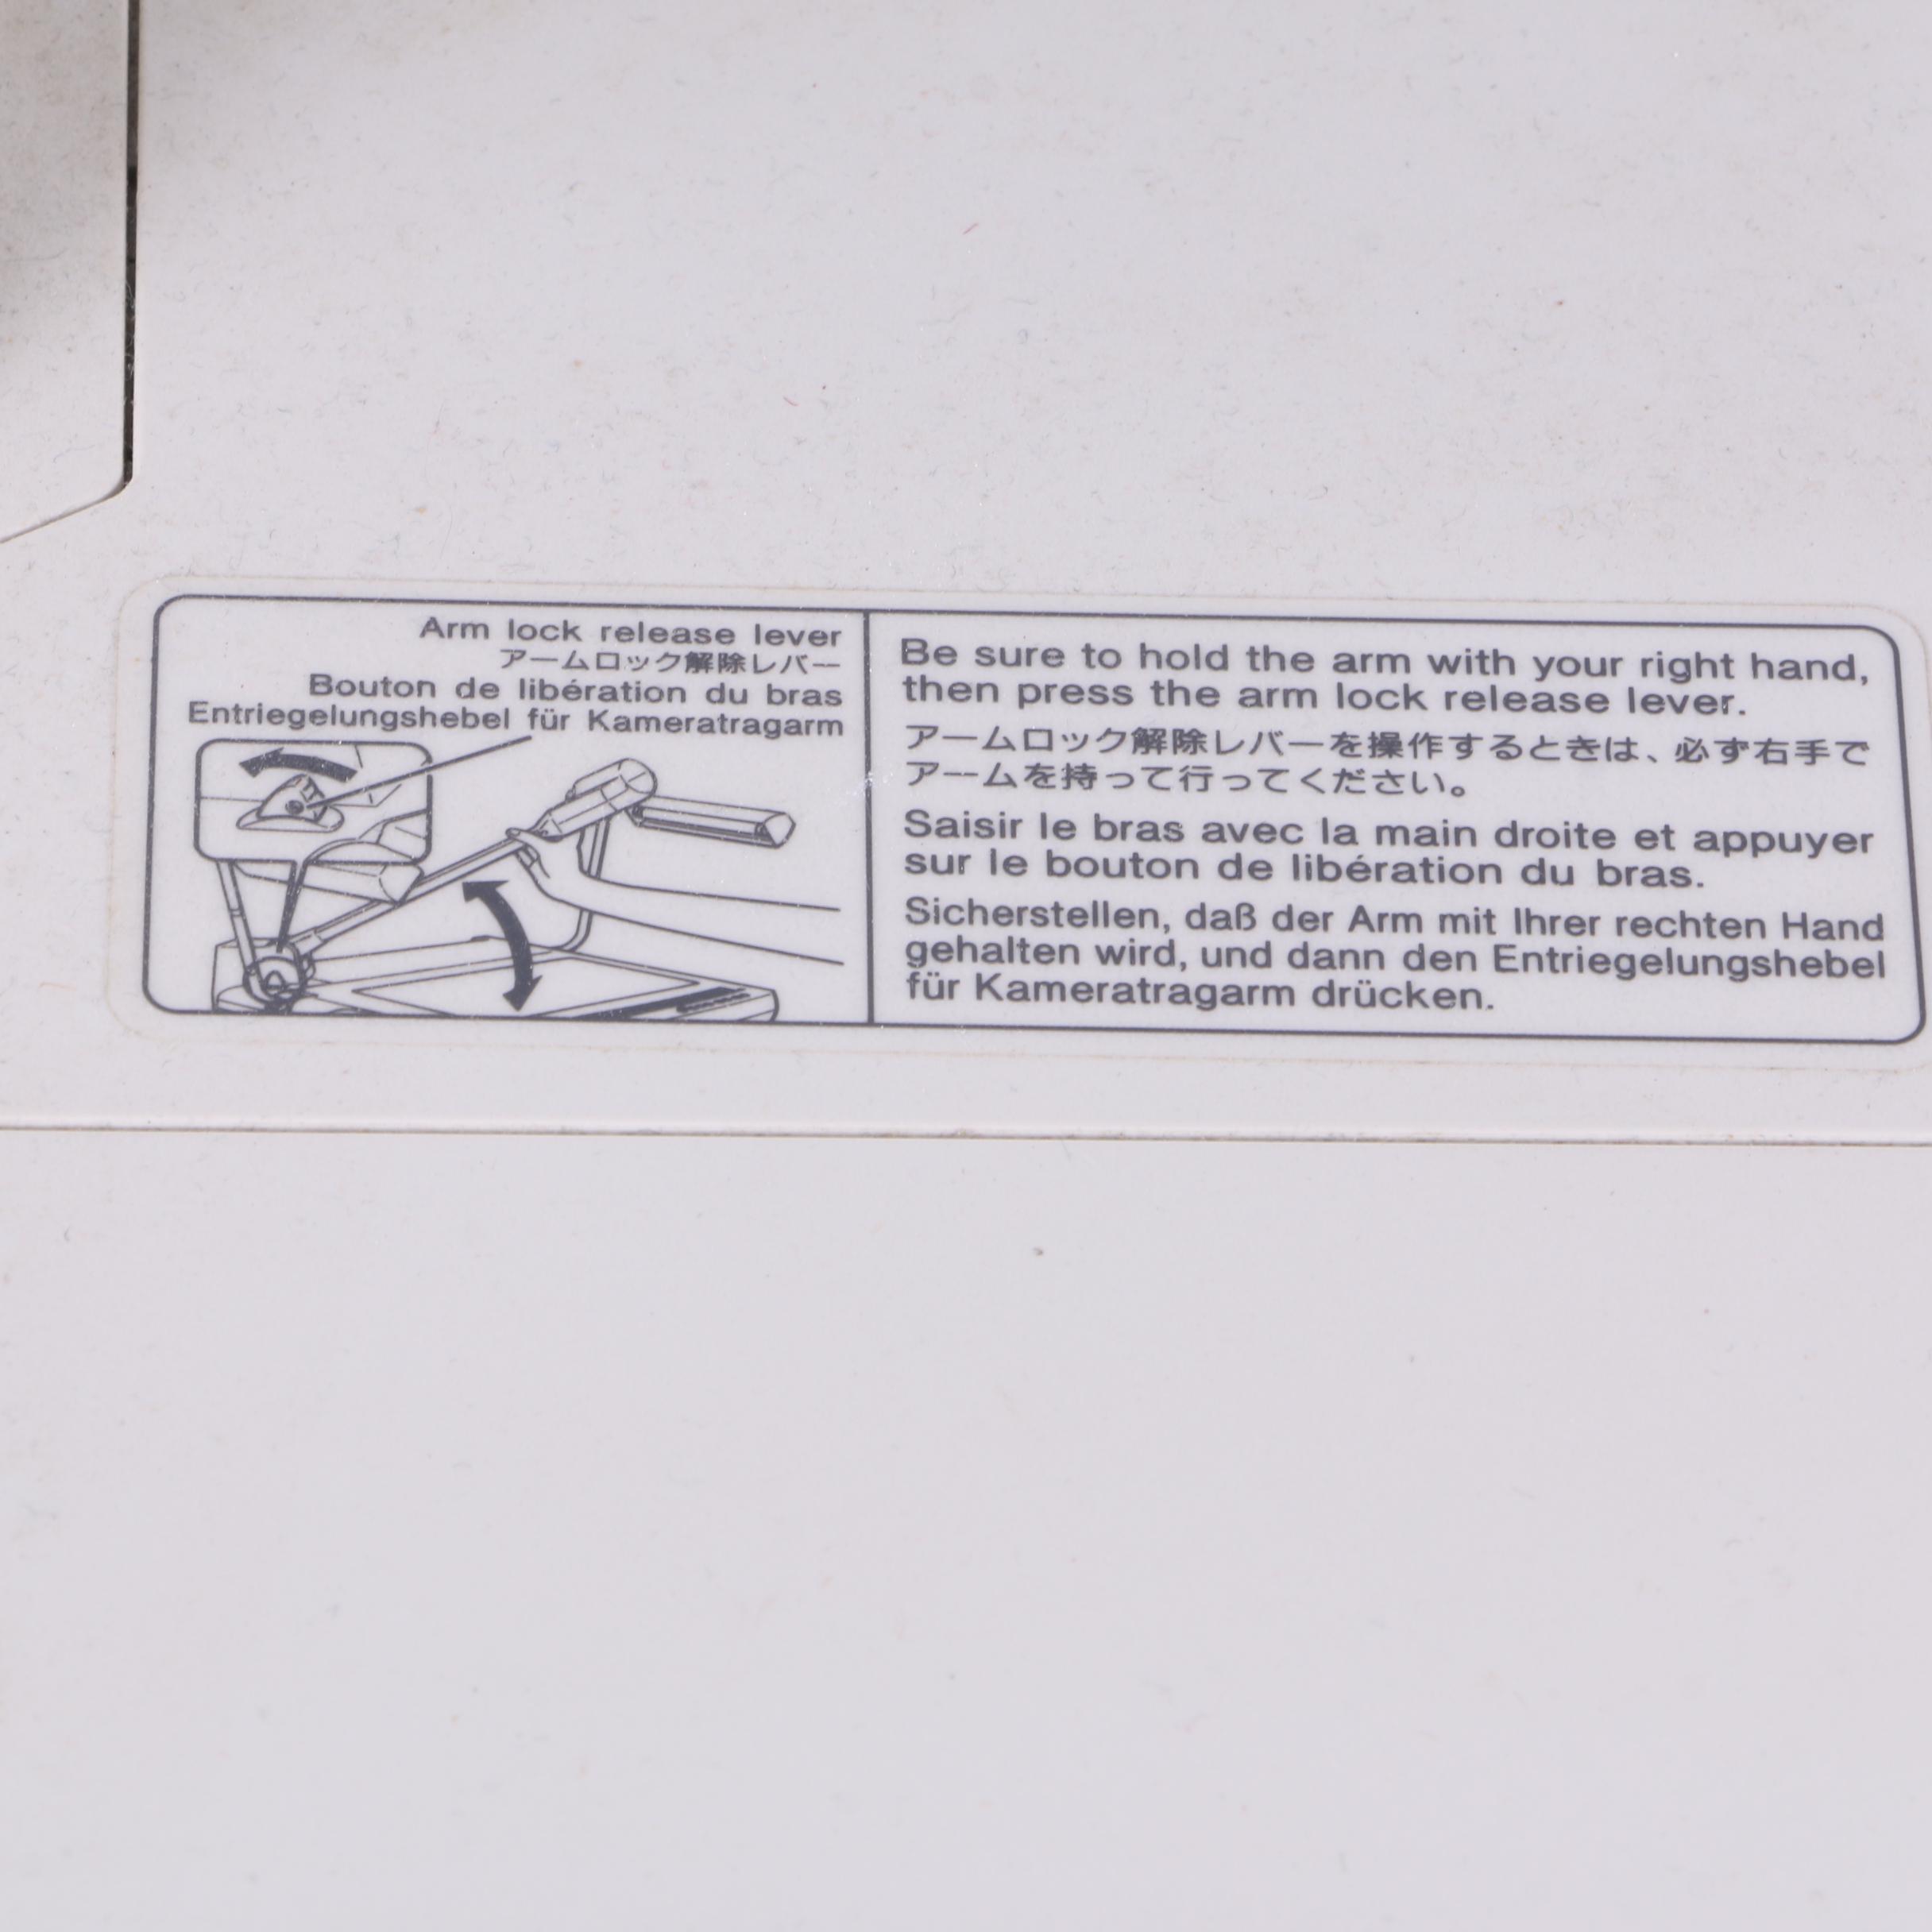 Arm lock release lever
アームロック解除レバー
Bouton de libération du bras
Entriegelungshebel für Kameratragarm
Be sure to hold the arm with your right hand,
then press the arm lock release lever.
アームロック解除レバーを操作するときは、必ず右手で
アームを持って行ってください。
Saisir le bras avec la main droite et appuyer
sur le bouton de libération du bras.
Sicherstellen, daß der Arm mit Ihrer rechten Hand
gehalten wird, und dann den Entriegelungshebel
für Kameratragarm drücken.